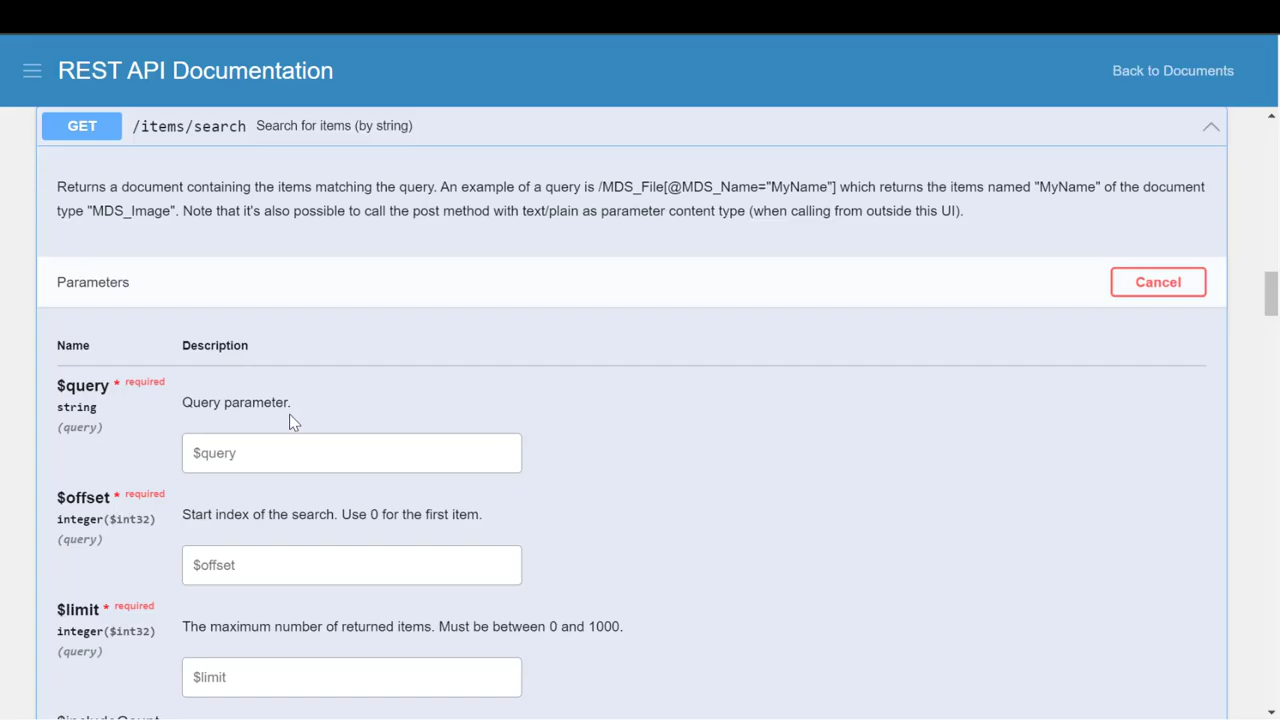 REST API Documentation
Back to Documents
GET /items/search Search for items (by string)
Returns a document containing the items matching the query. An example of a query is /MDS_File[@MDS_Name="MyName"] which returns the items named "MyName" of the document
type "MDS_Image". Note that it's also possible to call the post method with text/plain as parameter content type (when calling from outside this UI).
Parameters
Cancel
Name Description
$query * required
string
(query)
Query parameter.
$query
$offset * required
integer($int32)
(query)
Start index of the search. Use 0 for the first item.
$offset
$limit * required
integer($int32)
(query)
The maximum number of returned items. Must be between 0 and 1000.
$limit
$includeCount